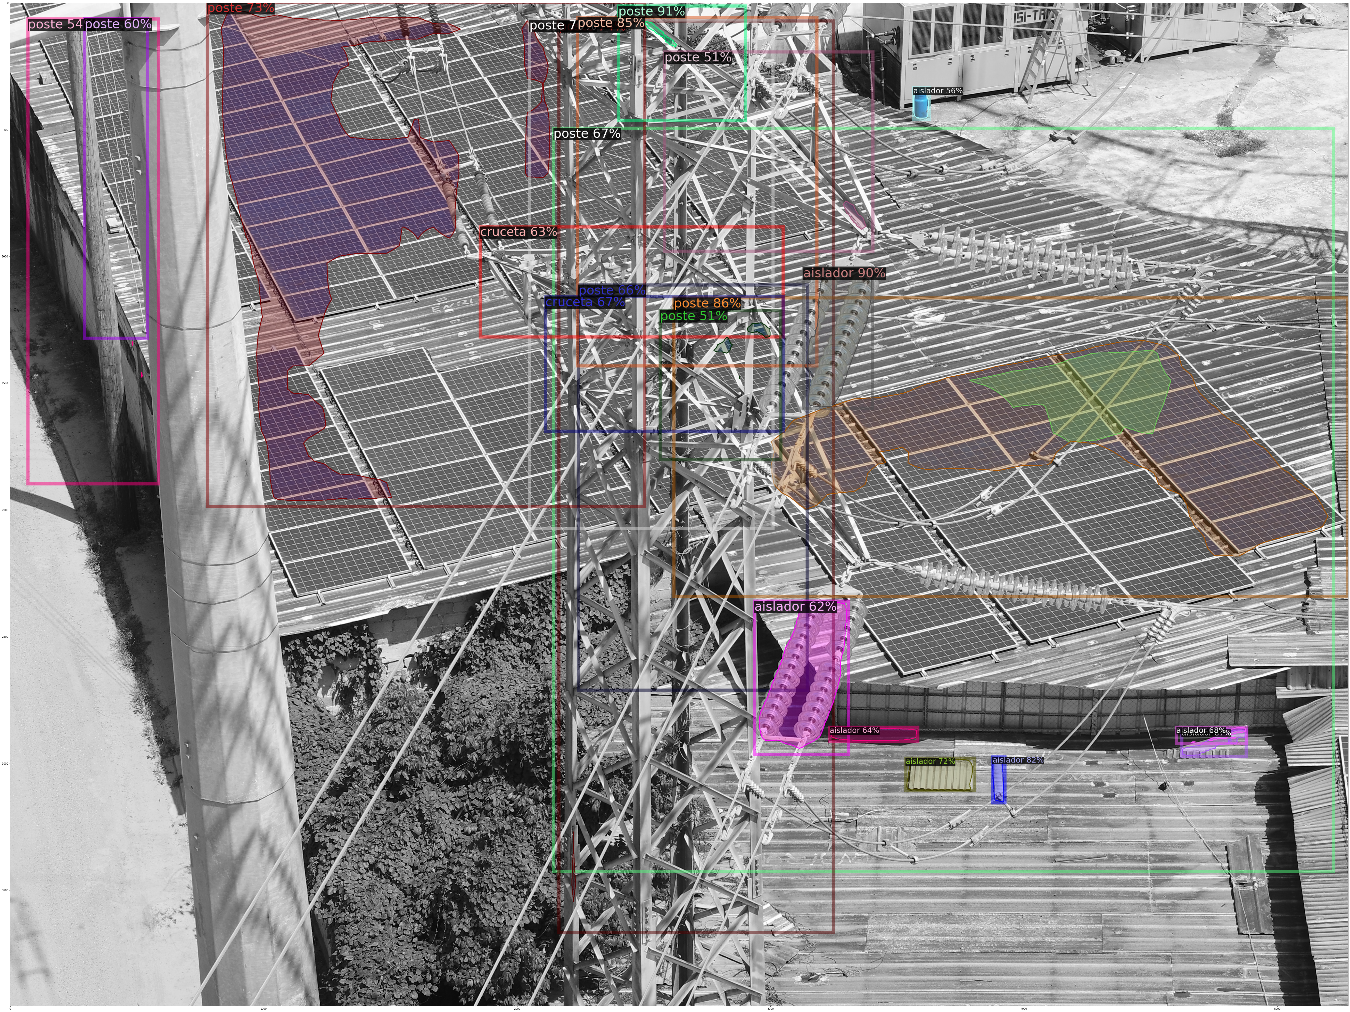 poste 73%
poste 54
poste 60%
poste 91%
poste 7
poste 85%
poste 51%
aislador 56%
poste 67%
cruceta 63%
aislador 90%
poste 66%
cruceta 67%
poste 86%
poste 51%
aislador 62%
aislador 64%
aislador 68%
aislador 72%
aislador 82%